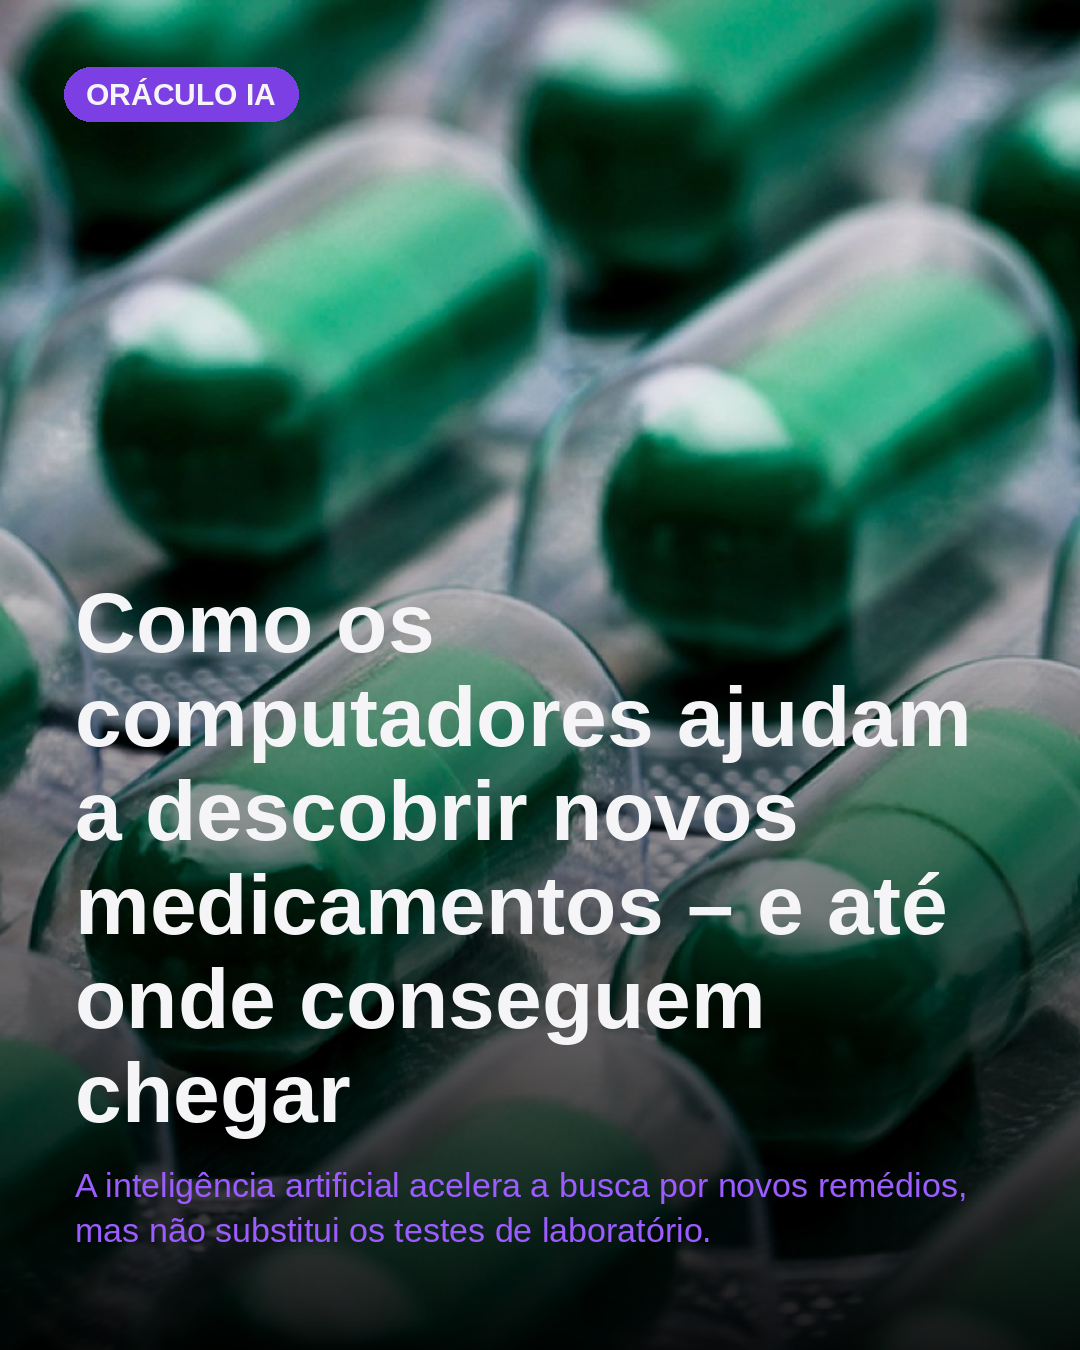 ORÁCULO IA
Como os
computadores ajudam
a descobrir novos
medicamentos – e até
onde conseguem
chegar
A inteligência artificial acelera a busca por novos remédios,
mas não substitui os testes de laboratório.